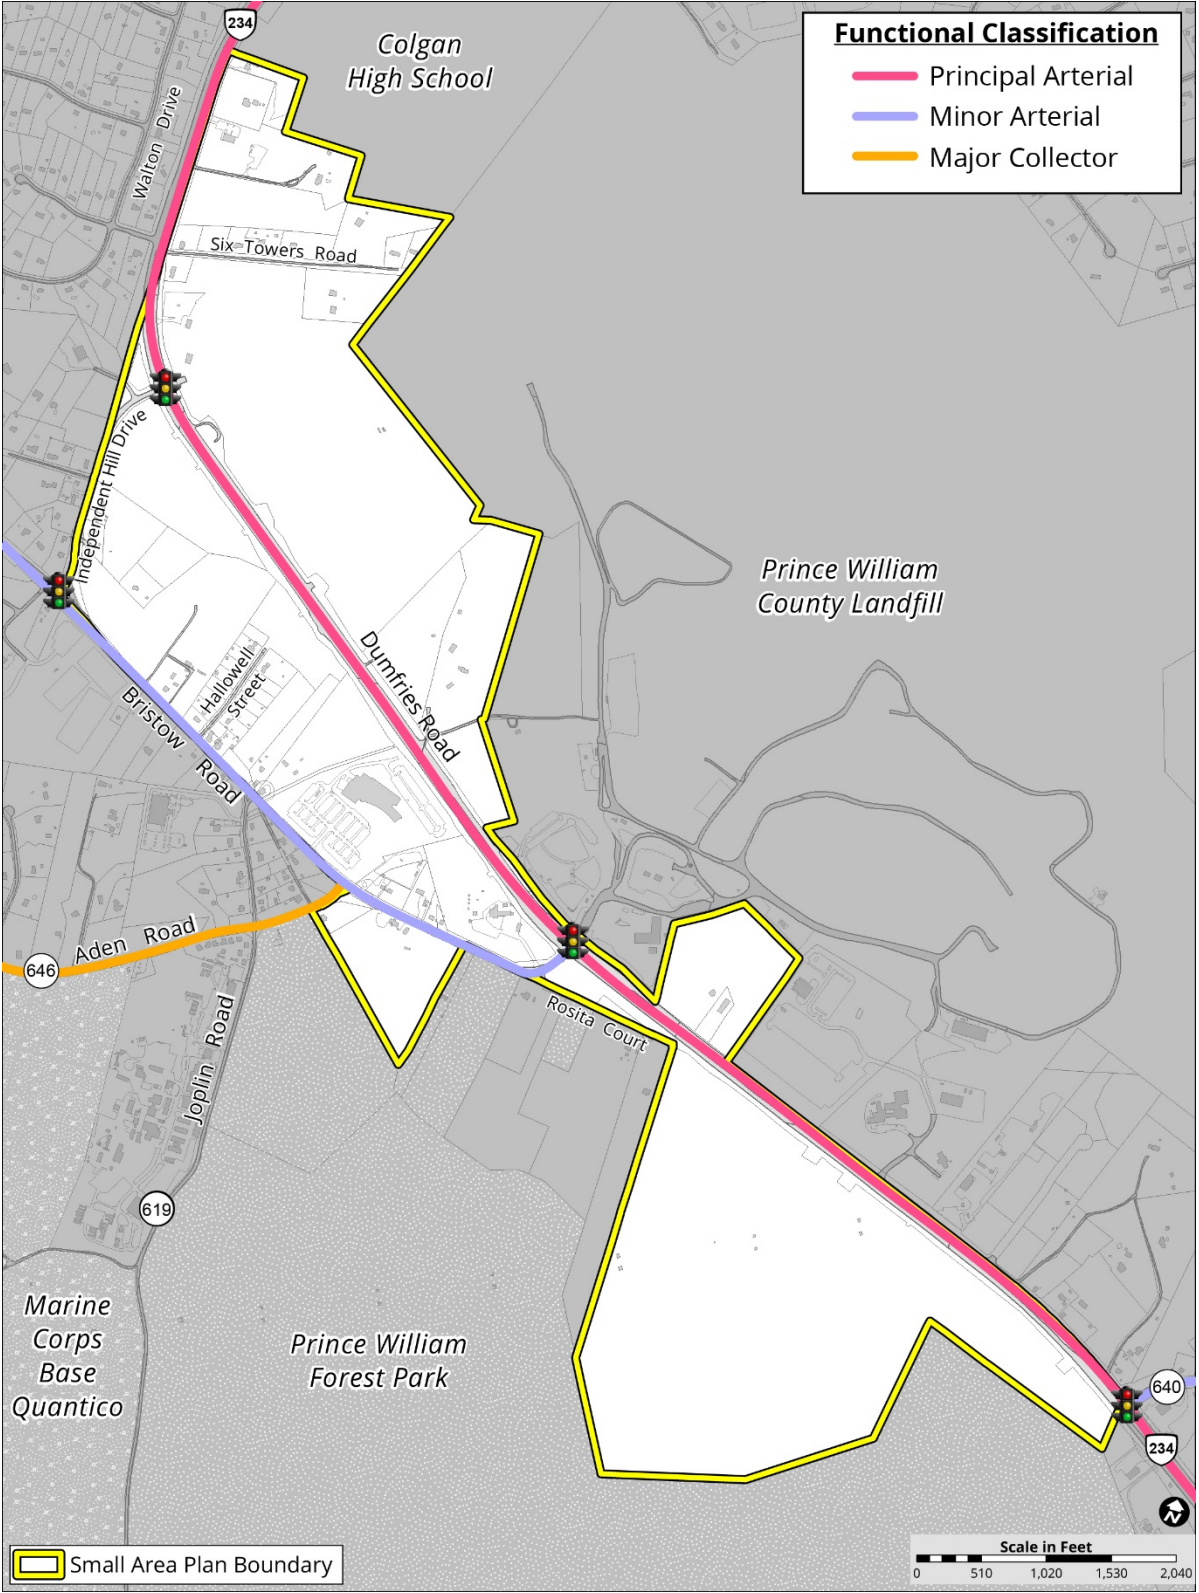 234
Colgan
High School
Functional Classification
Principal Arterial
Minor Arterial
Major Collector
Walton Drive
Six Towers Road
Independent Hill Drive
Prince William
County Landfill
Dumfries Road
Hallowell
Street
Bristow Road
Aden Road
646
Rosita Court
Joplin Road
619
Marine
Corps
Base
Quantico
Prince William
Forest Park
640
234
N
Small Area Plan Boundary
Scale in Feet
0 510 1,020 1,530 2,040